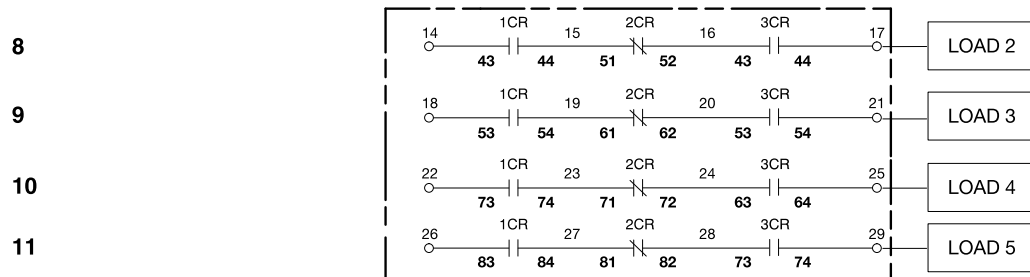 1CR 2CR 3CR
8 14 15 16 17 LOAD 2
43 44 51 52 43 44
1CR 2CR 3CR
9 18 19 20 21 LOAD 3
53 54 61 62 53 54
1CR 2CR 3CR
10 22 23 24 25 LOAD 4
73 74 71 72 63 64
1CR 2CR 3CR
11 26 27 28 29 LOAD 5
83 84 81 82 73 74